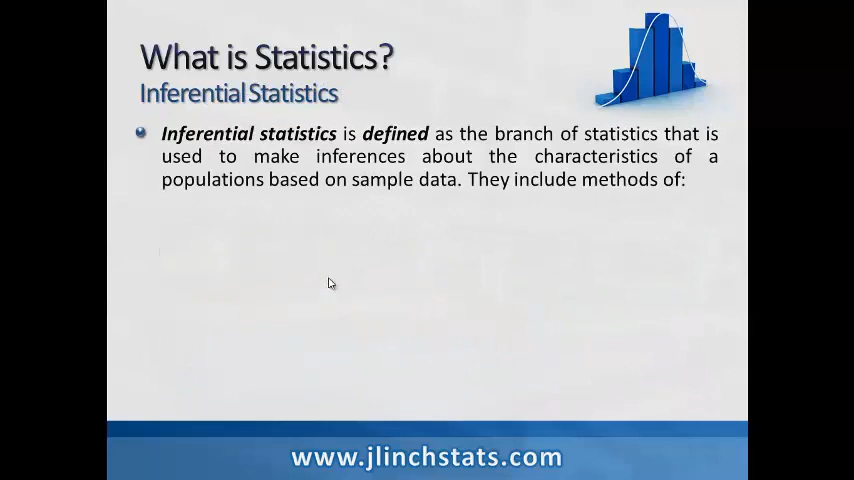 What is Statistics?
Inferential Statistics
Inferential statistics is defined as the branch of statistics that is
used to make inferences about the characteristics of a
populations based on sample data. They include methods of:
www.jlinchstats.com